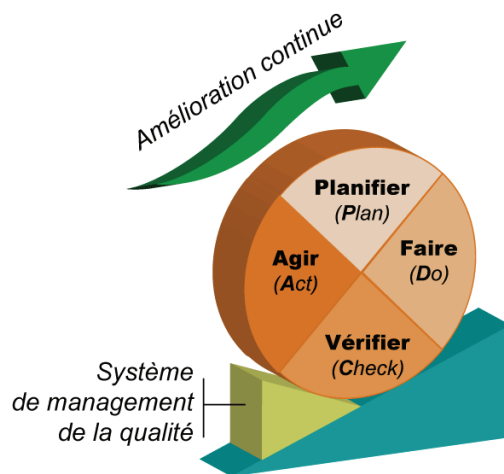 Amélioration continue
Planifier
(Plan)
Faire
(Do)
Agir
(Act)
Vérifier
(Check)
Système
de management
de la qualité